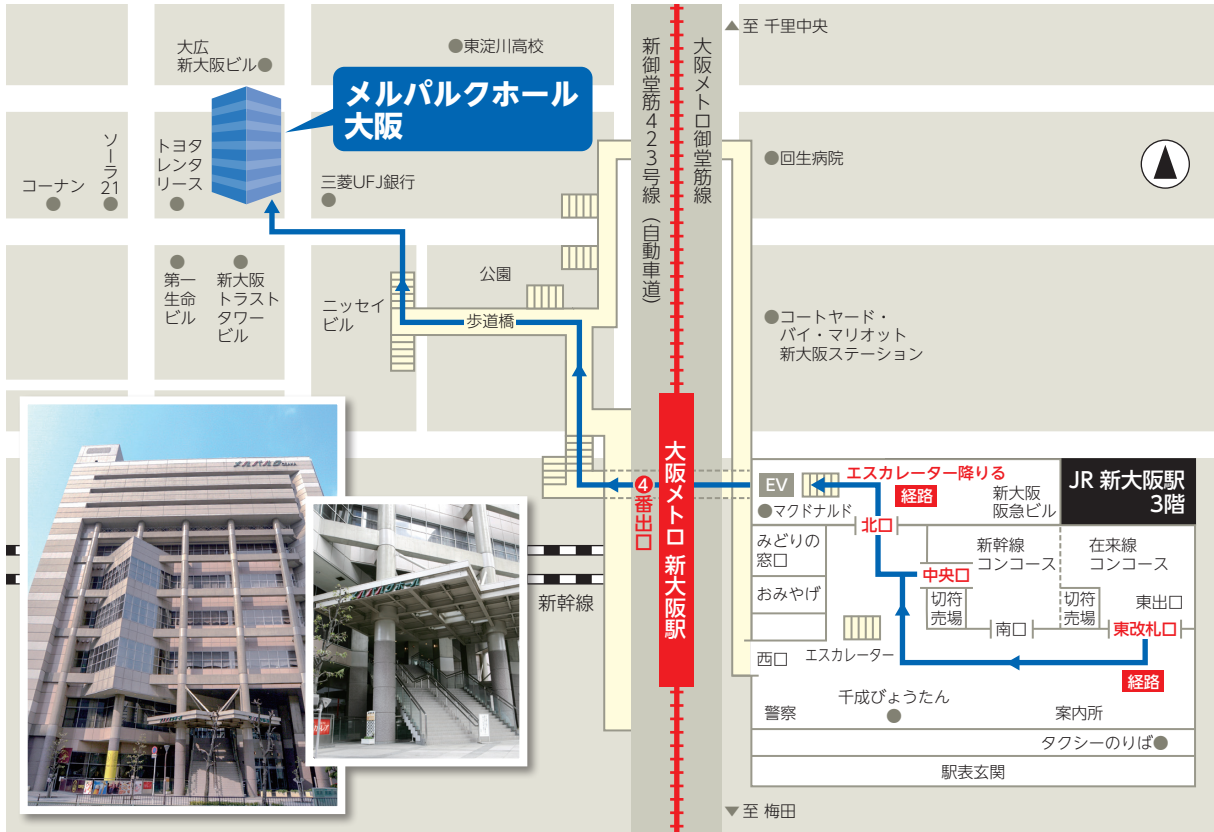 大広
新大阪ビル
東淀川高校
至 千里中央
メルパルクホール
大阪
新御堂筋423号線（自動車道）
大阪メトロ御堂筋線
ソーラ21
コーナン
トヨタ
レンタ
リース
三菱UFJ銀行
回生病院
第一
生命
ビル
新大阪
トラスト
タワー
ビル
ニッセイ
ビル
公園
歩道橋
コートヤード・
バイ・マリオット
新大阪ステーション
大阪メトロ 新大阪駅
④番出口
EV
エスカレーター降りる
経路
新大阪
阪急ビル
JR 新大阪駅
3階
マクドナルド
北口
みどりの
窓口
中央口
新幹線
コンコース
在来線
コンコース
おみやげ
切符
売場
切符
売場
東出口
南口
東改札口
新幹線
西口
エスカレーター
経路
千成びょうたん
警察
案内所
タクシーのりば
駅表玄関
至 梅田
メルパルク
メルパルクホール